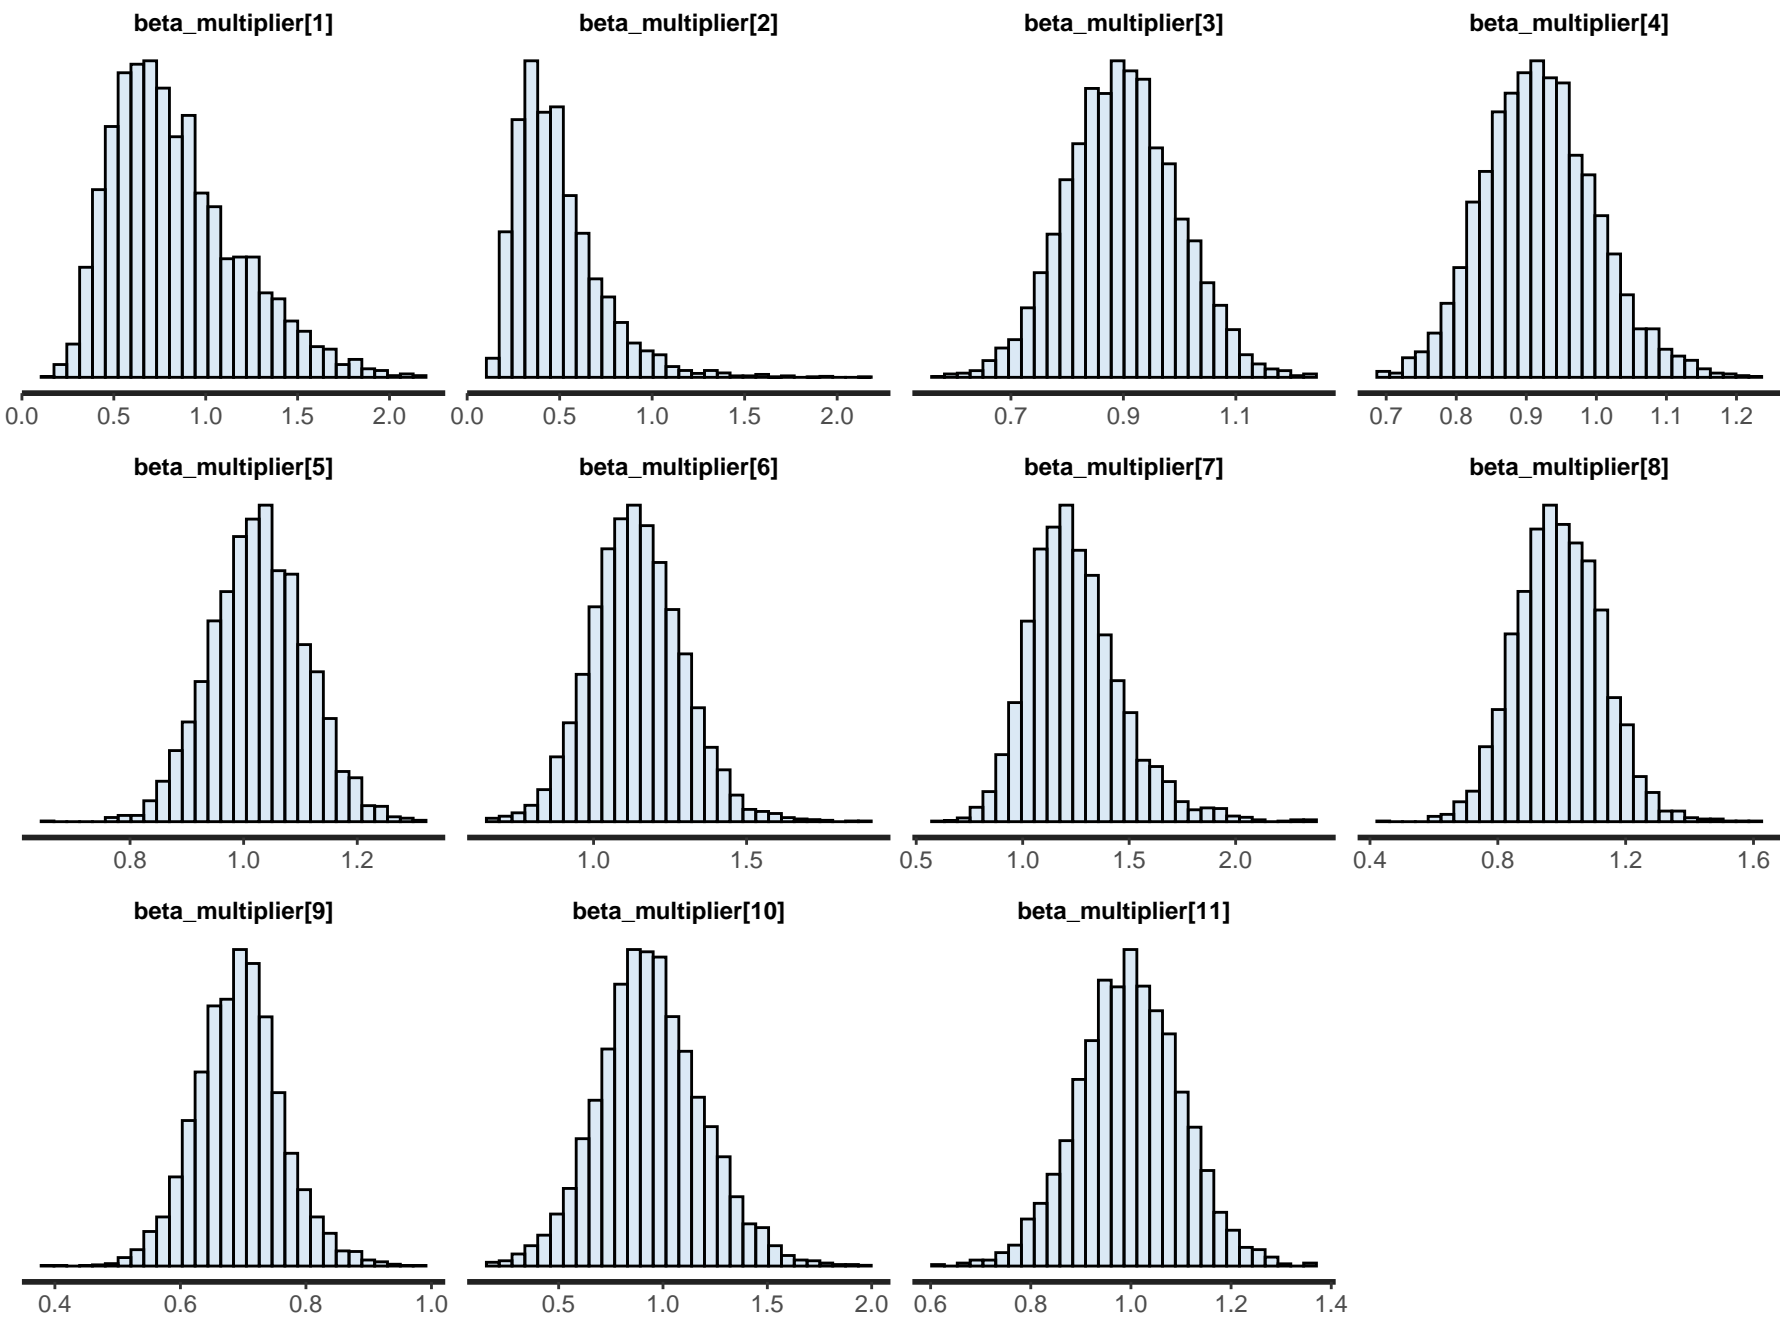 beta_multiplier[1] beta_multiplier[2] beta_multiplier[3] beta_multiplier[4]
0.0 0.5 1.0 1.5 2.0 0.0 0.5 1.0 1.5 2.0 0.7 0.9 1.1 0.7 0.8 0.9 1.0 1.1 1.2
beta_multiplier[5] beta_multiplier[6] beta_multiplier[7] beta_multiplier[8]
0.8 1.0 1.2 1.0 1.5 0.5 1.0 1.5 2.0 0.4 0.8 1.2 1.6
beta_multiplier[9] beta_multiplier[10] beta_multiplier[11]
0.4 0.6 0.8 1.0 0.5 1.0 1.5 2.0 0.6 0.8 1.0 1.2 1.4